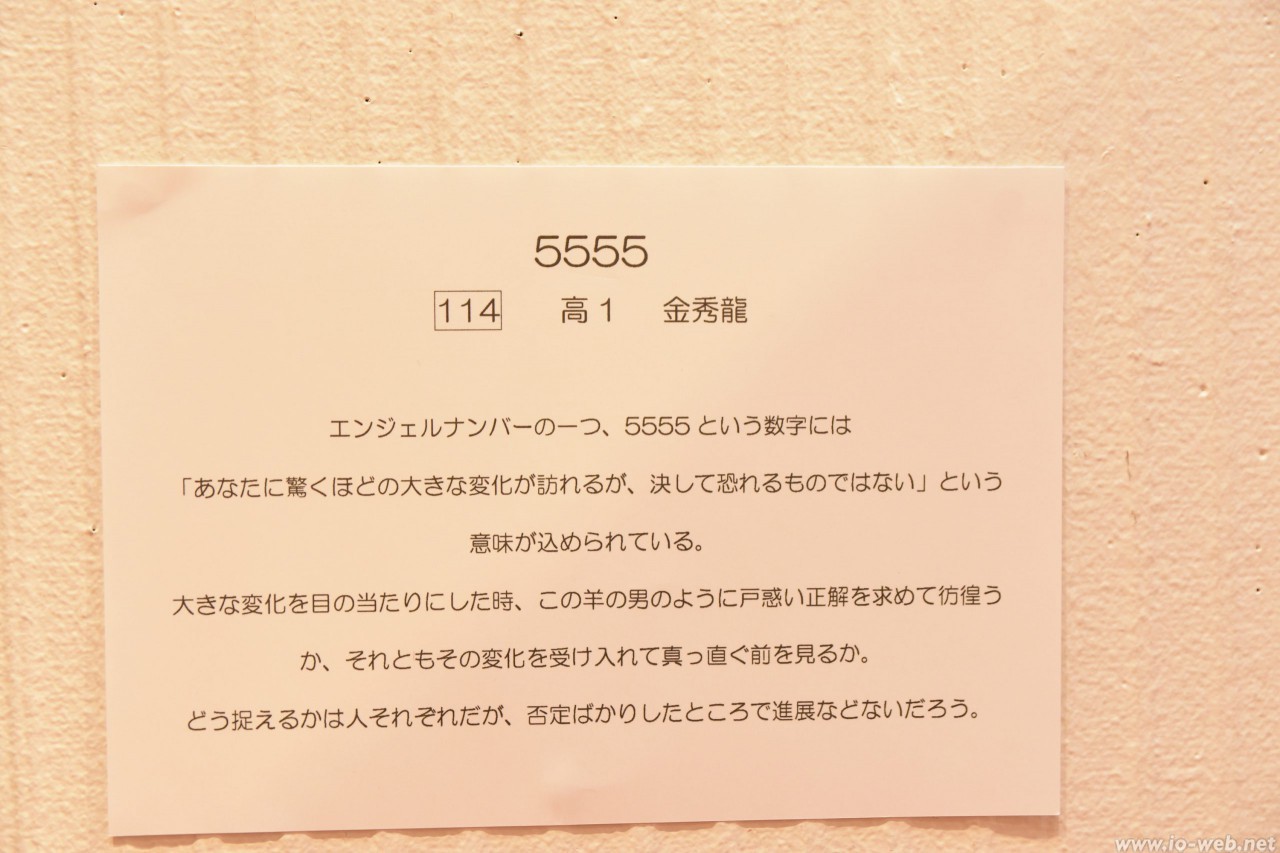 5555
114 高1 金秀龍
エンジェルナンバーの一つ、5555という数字には
「あなたに驚くほどの大きな変化が訪れるが、決して恐れるものではない」という
意味が込められている。
大きな変化を目の当たりにした時、この羊の男のように戸惑い正解を求めて彷徨う
か、それともその変化を受け入れて真っ直ぐ前を見るか。
どう捉えるかは人それぞれだが、否定ばかりしたところで進展などないだろう。
www.io-web.net